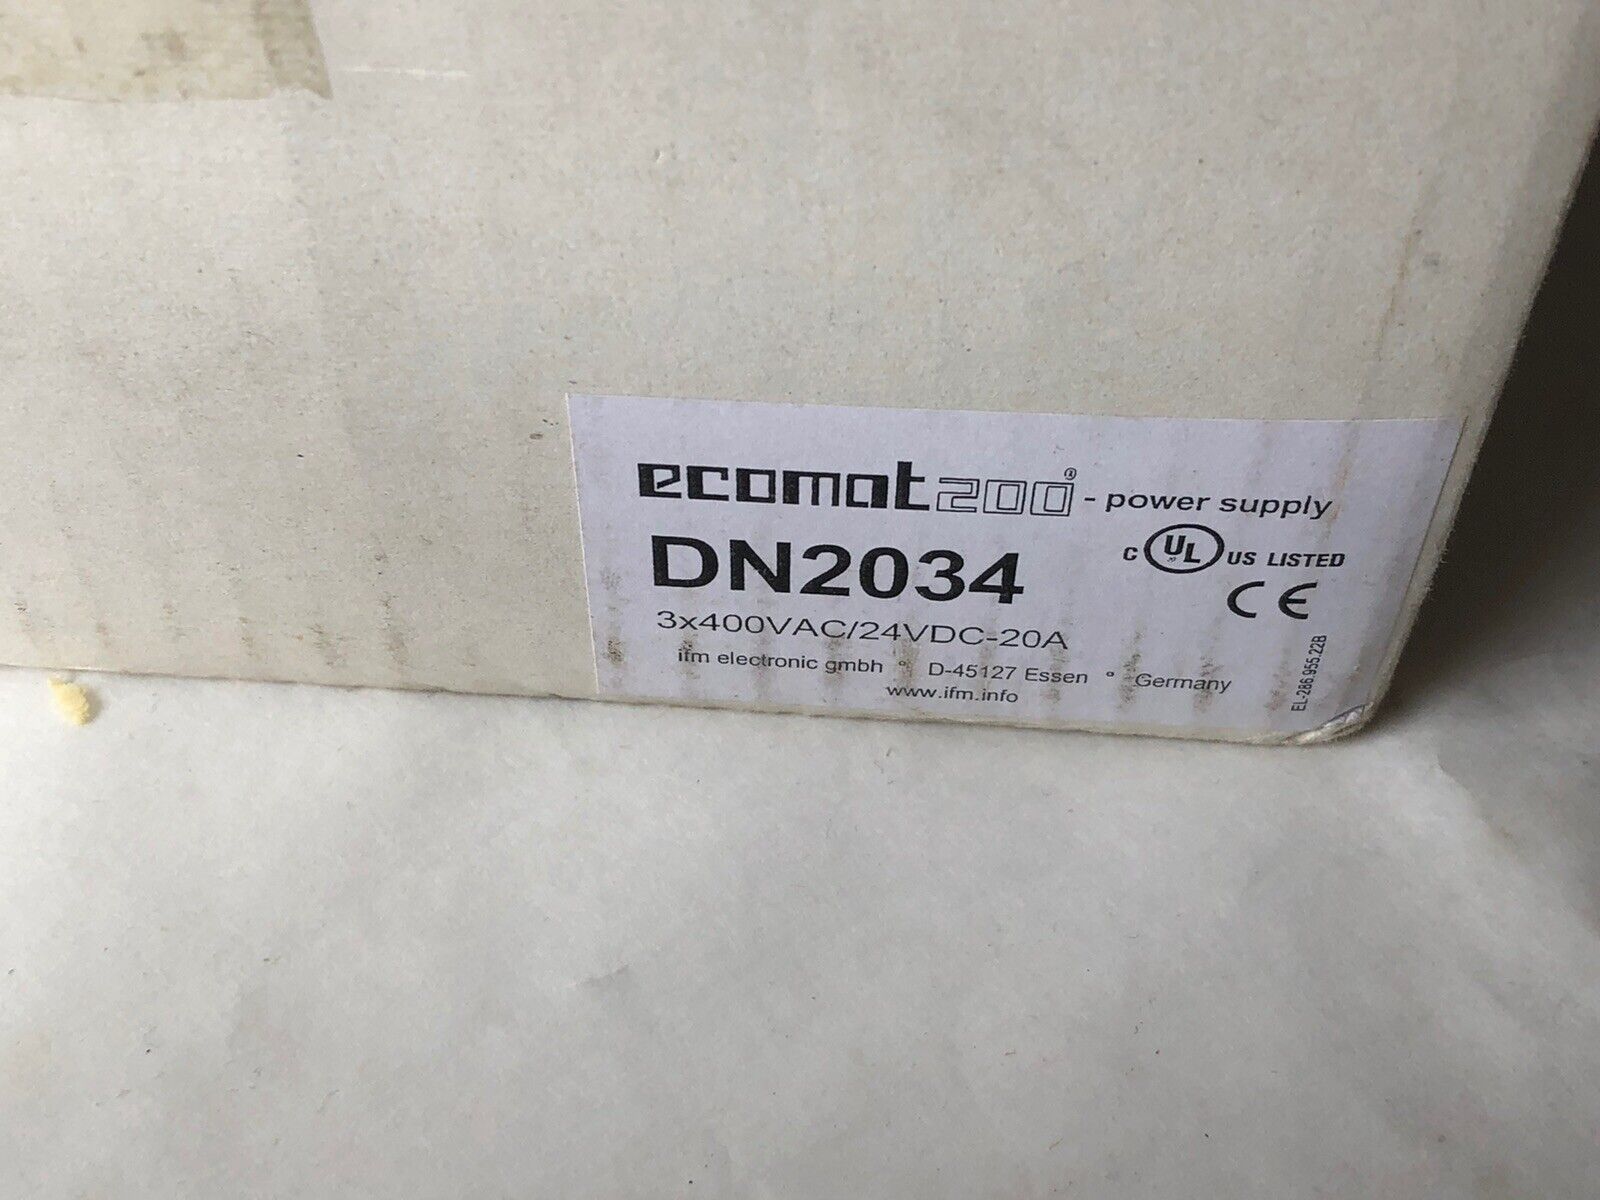 ecomat200® - power supply
DN2034
C UL US LISTED
CE
3x400VAC/24VDC-20A
ifm electronic gmbh ° D-45127 Essen ° Germany
www.ifm.info
EL-286.955.22B